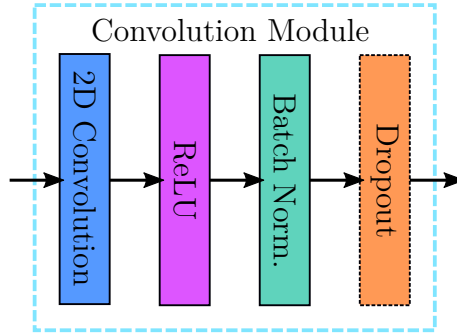 Convolution Module
2D Convolution
ReLU
Batch Norm.
Dropout